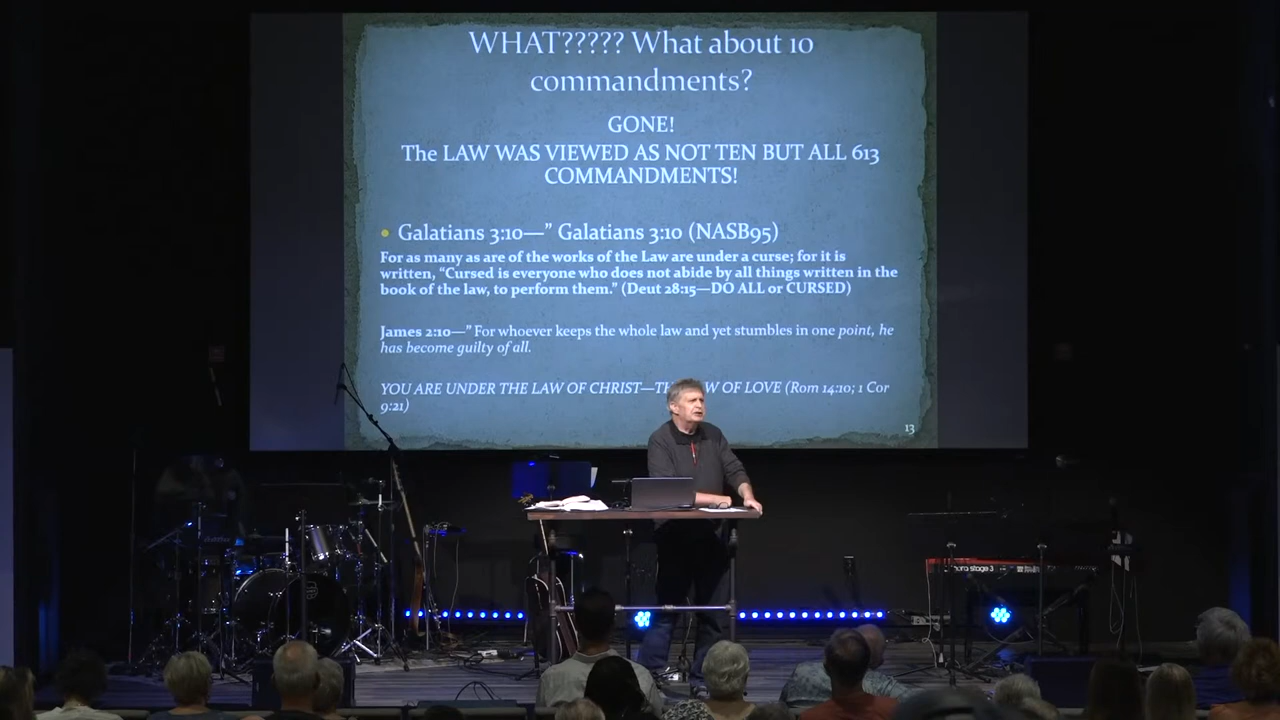 WHAT????? What about 10
commandments?
GONE!
The LAW WAS VIEWED AS NOT TEN BUT ALL 613
COMMANDMENTS!
• Galatians 3:10—” Galatians 3:10 (NASB95)
For as many as are of the works of the Law are under a curse; for it is
written, “Cursed is everyone who does not abide by all things written in the
book of the law, to perform them.” (Deut 28:15—DO ALL or CURSED)
James 2:10—” For whoever keeps the whole law and yet stumbles in one point, he
has become guilty of all.
YOU ARE UNDER THE LAW OF CHRIST—TH W OF LOVE (Rom 14:10; 1 Cor
9:21)
13
stage 3